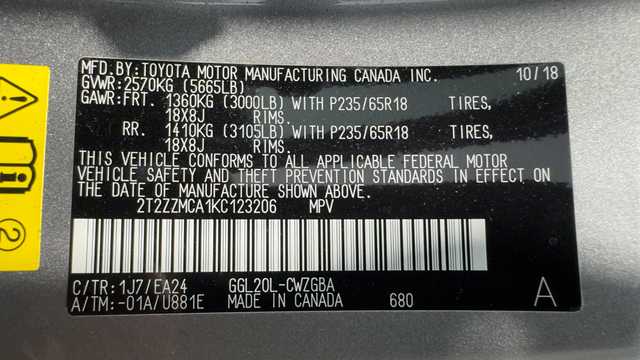 MFD. BY: TOYOTA MOTOR MANUFACTURING CANADA INC. 10/18
GVWR: 2570KG (5665LB)
GAWR: FRT. 1360KG (3000LB) WITH P235/65R18 TIRES,
18X8J RIMS.
RR. 1410KG (3105LB) WITH P235/65R18 TIRES,
18X8J RIMS.
THIS VEHICLE CONFORMS TO ALL APPLICABLE FEDERAL MOTOR
VEHICLE SAFETY AND THEFT PREVENTION STANDARDS IN EFFECT ON
THE DATE OF MANUFACTURE SHOWN ABOVE.
2T2ZZMCA1KC123206 MPV
C/TR: 1J7/EA24 GGL20L-CWZGBA
A/TM: -01A/U881E MADE IN CANADA 680 A
2